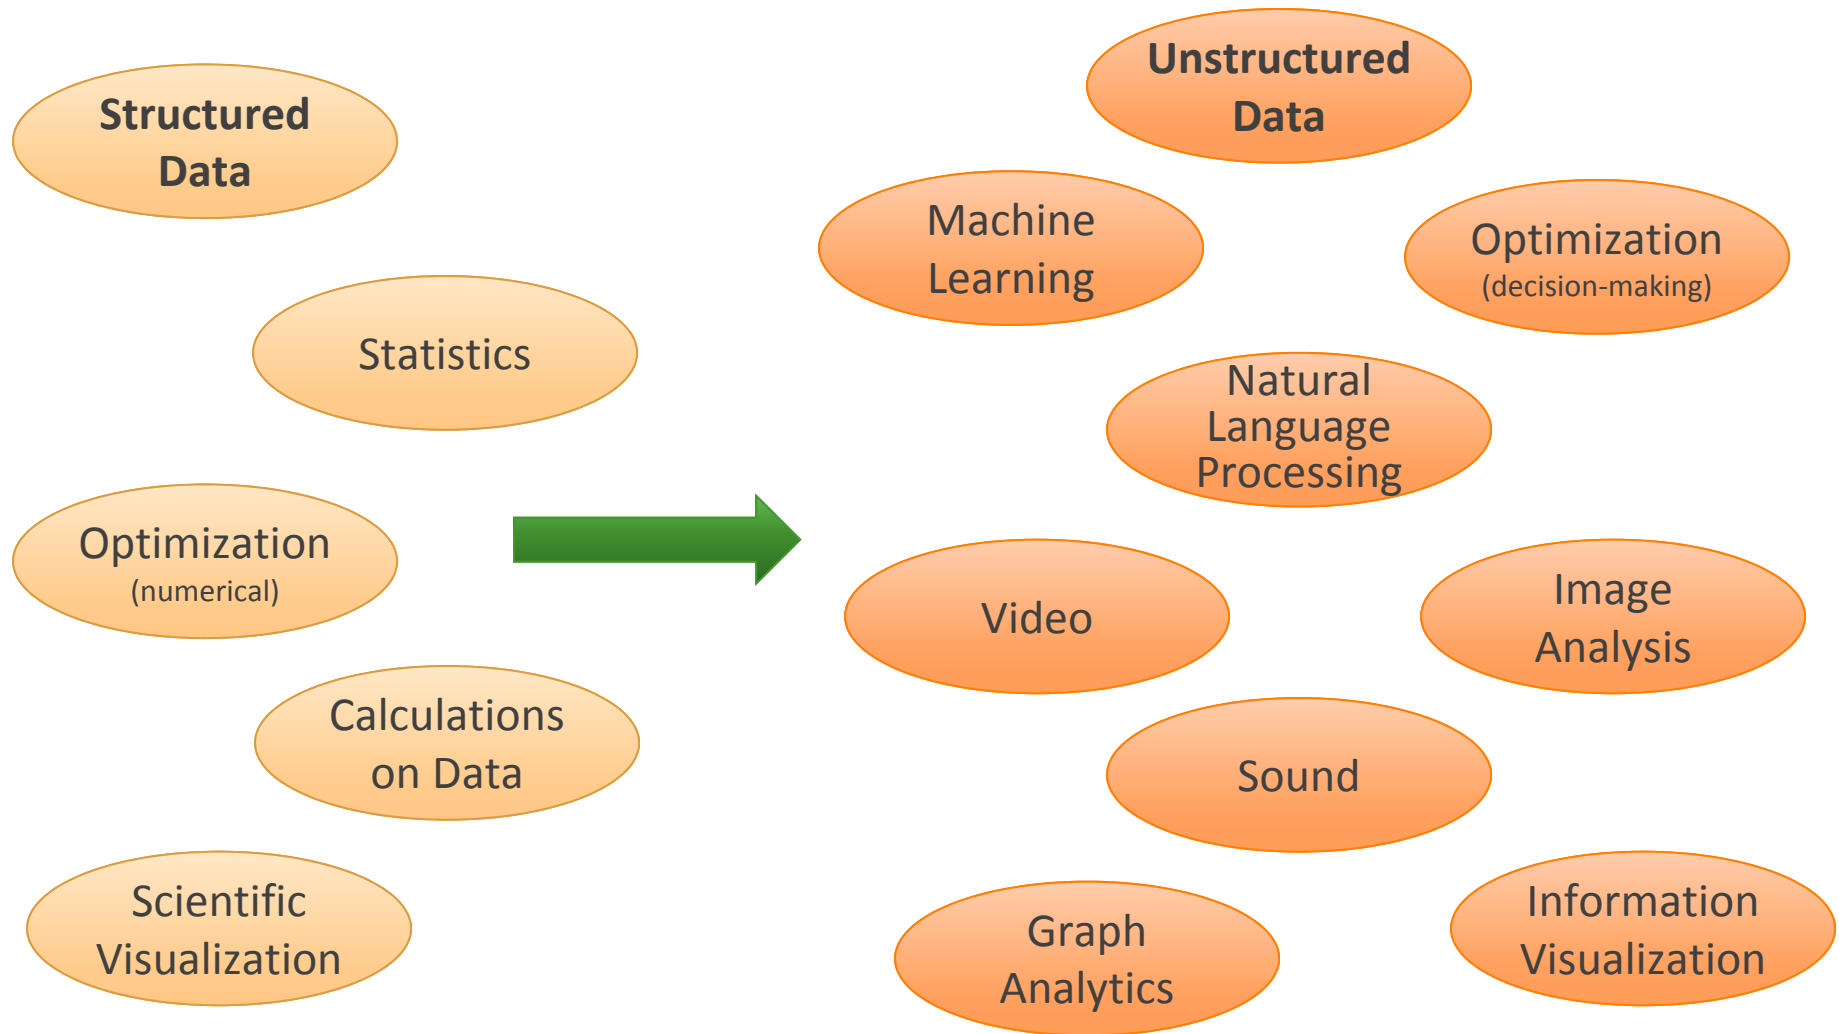 Structured
Data
Statistics
Optimization
(numerical)
Calculations
on Data
Scientific
Visualization
Unstructured
Data
Machine
Learning
Optimization
(decision-making)
Natural
Language
Processing
Video
Image
Analysis
Sound
Graph
Analytics
Information
Visualization